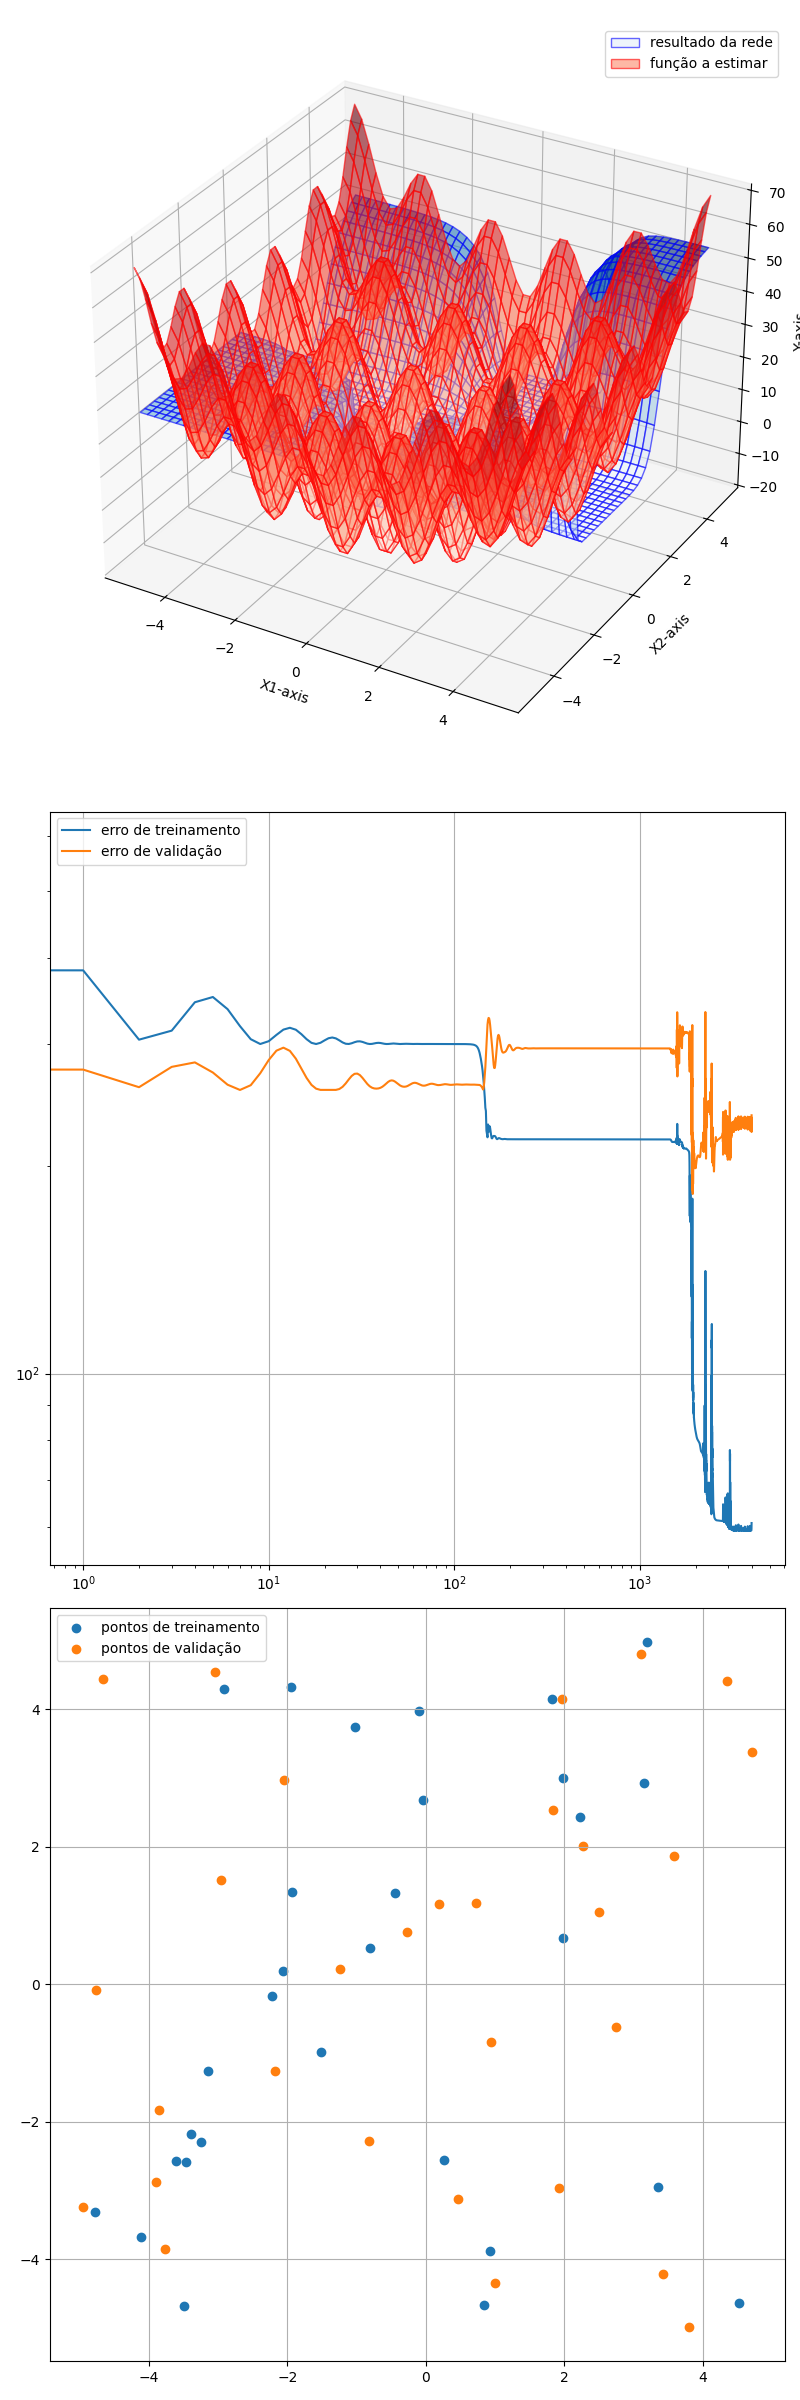 resultado da rede
função a estimar
70
60
50
40
30
20
10
0
−10
−20
Y-axis
4
2
0
−2
−4
X2-axis
−4
−2
0
2
4
X1-axis
erro de treinamento
erro de validação
10²
10⁰ 10¹ 10² 10³
pontos de treinamento
pontos de validação
4
2
0
−2
−4
−4 −2 0 2 4